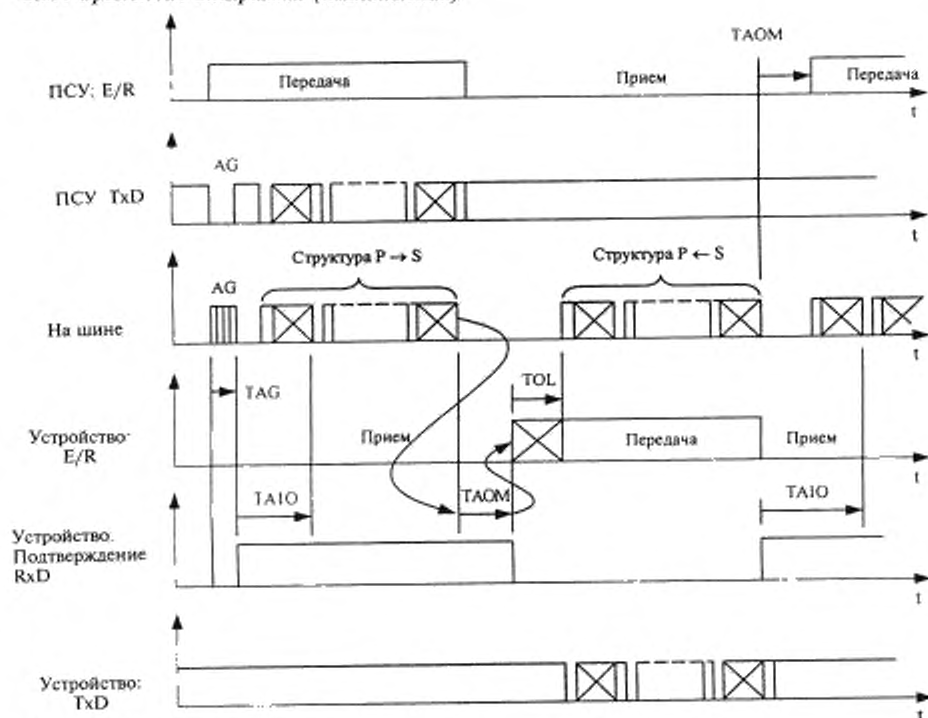 TAOM
ПСУ: E/R
Передача
Прием
Передача
t
AG
ПСУ TxD
t
Структура P → S
Структура P ← S
AG
На шине
t
TAG
TOL
Устройство:
E/R
Прием
Передача
Прием
t
TAIO
TAOM
TAIO
Устройство.
Подтверждение
RxD
t
Устройство:
TxD
t